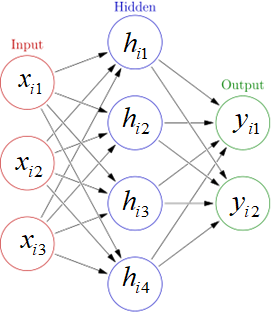 Hidden
Input
Output
h_{i1}
x_{i1}
h_{i2}
y_{i1}
x_{i2}
h_{i3}
y_{i2}
x_{i3}
h_{i4}